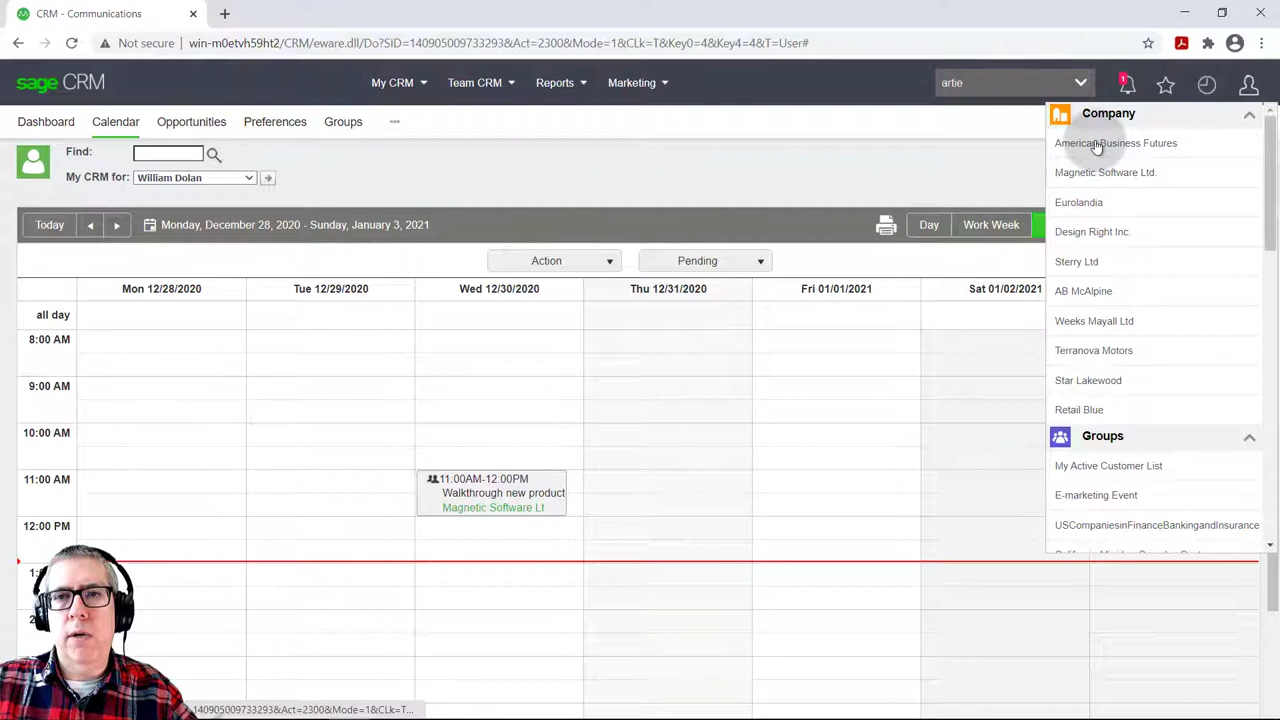 CRM - Communications
Not secure win-m0etvh59ht2/CRM/eware.dll/Do?SID=140905009733293&Act=2300&Mode=1&CLk=T&Key0=4&Key4=4&T=User#
sage CRM
My CRM Team CRM Reports Marketing artie 1
Dashboard Calendar Opportunities Preferences Groups ...
Find:
My CRM for: William Dolan
Today Monday, December 28, 2020 - Sunday, January 3, 2021 Day Work Week
Action Pending
Mon 12/28/2020 Tue 12/29/2020 Wed 12/30/2020 Thu 12/31/2020 Fri 01/01/2021 Sat 01/02/2021
all day
8:00 AM
9:00 AM
10:00 AM
11:00 AM
12:00 PM
11:00AM-12:00PM
Walkthrough new product
Magnetic Software Lt
Company
American Business Futures
Magnetic Software Ltd.
Eurolandia
Design Right Inc.
Sterry Ltd
AB McAlpine
Weeks Mayall Ltd
Terranova Motors
Star Lakewood
Retail Blue
Groups
My Active Customer List
E-marketing Event
USCompaniesinFinanceBankingandInsurance
140905009733293&Act=2300&Mode=1&CLk=T...